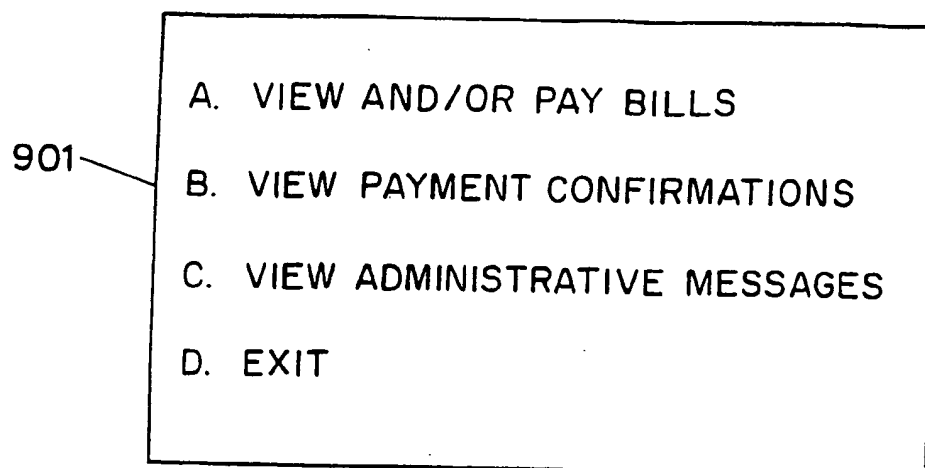 A. VIEW AND/OR PAY BILLS
901
B. VIEW PAYMENT CONFIRMATIONS
C. VIEW ADMINISTRATIVE MESSAGES
D. EXIT